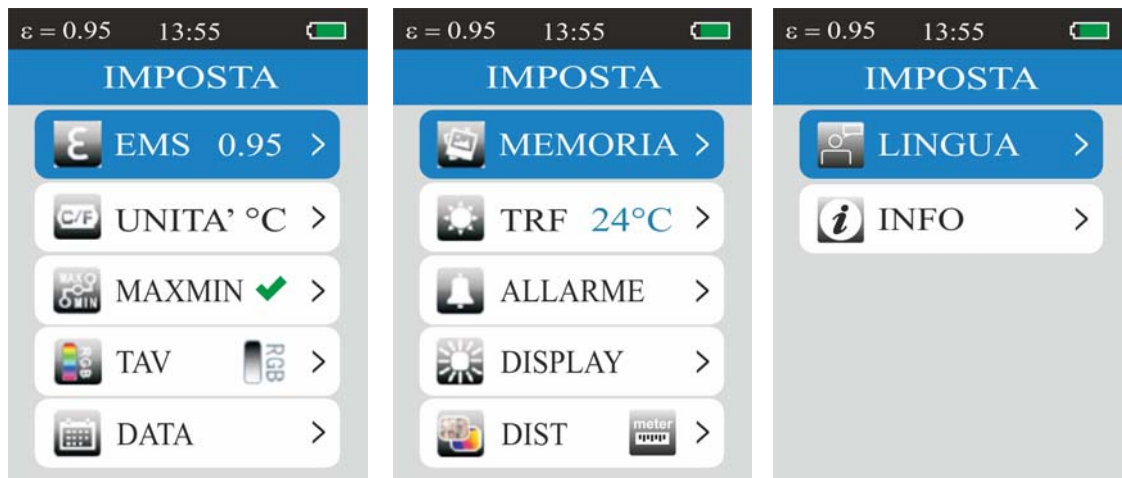 ε = 0.95 13:55
IMPOSTA
ε EMS 0.95 >
C/F UNITA’ °C >
MAX MIN MAXMIN >
RGB TAV RGB >
DATA >
ε = 0.95 13:55
IMPOSTA
MEMORIA >
TRF 24°C >
ALLARME >
DISPLAY >
DIST meter >
ε = 0.95 13:55
IMPOSTA
LINGUA >
i INFO >